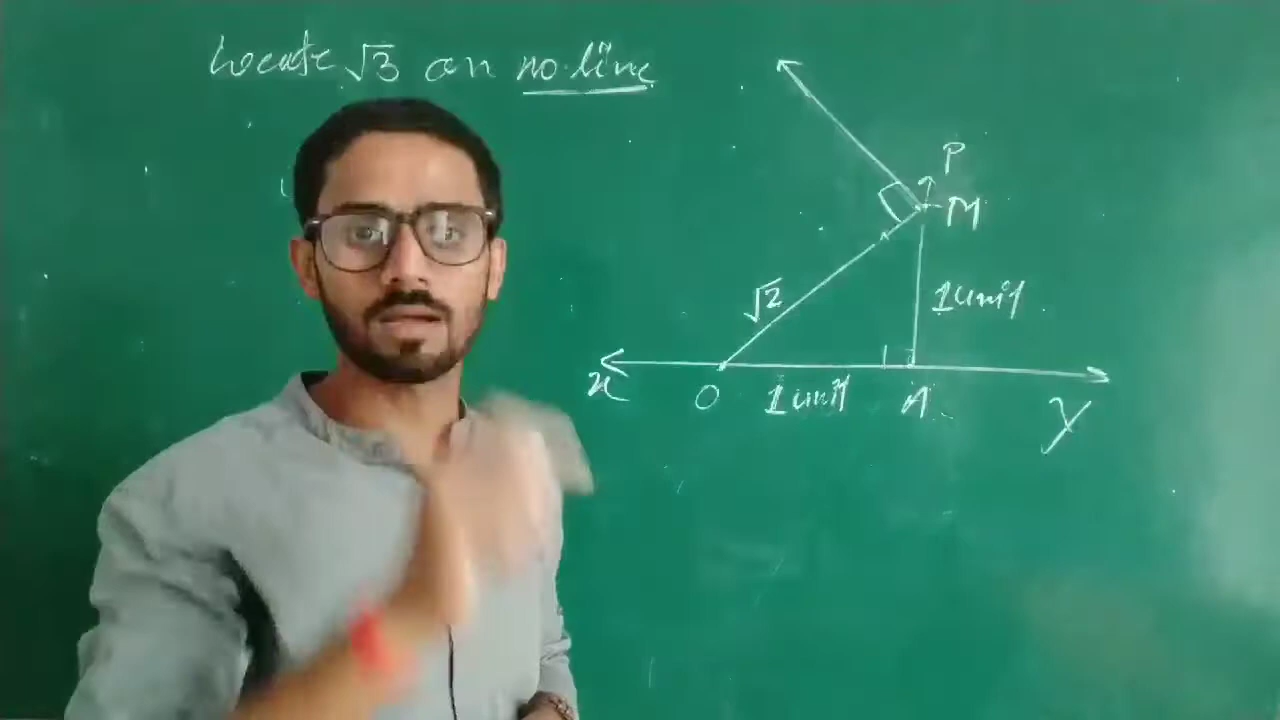 Locate √3 on no. line
P
M
√2
1 unit
x O 1 unit A Y